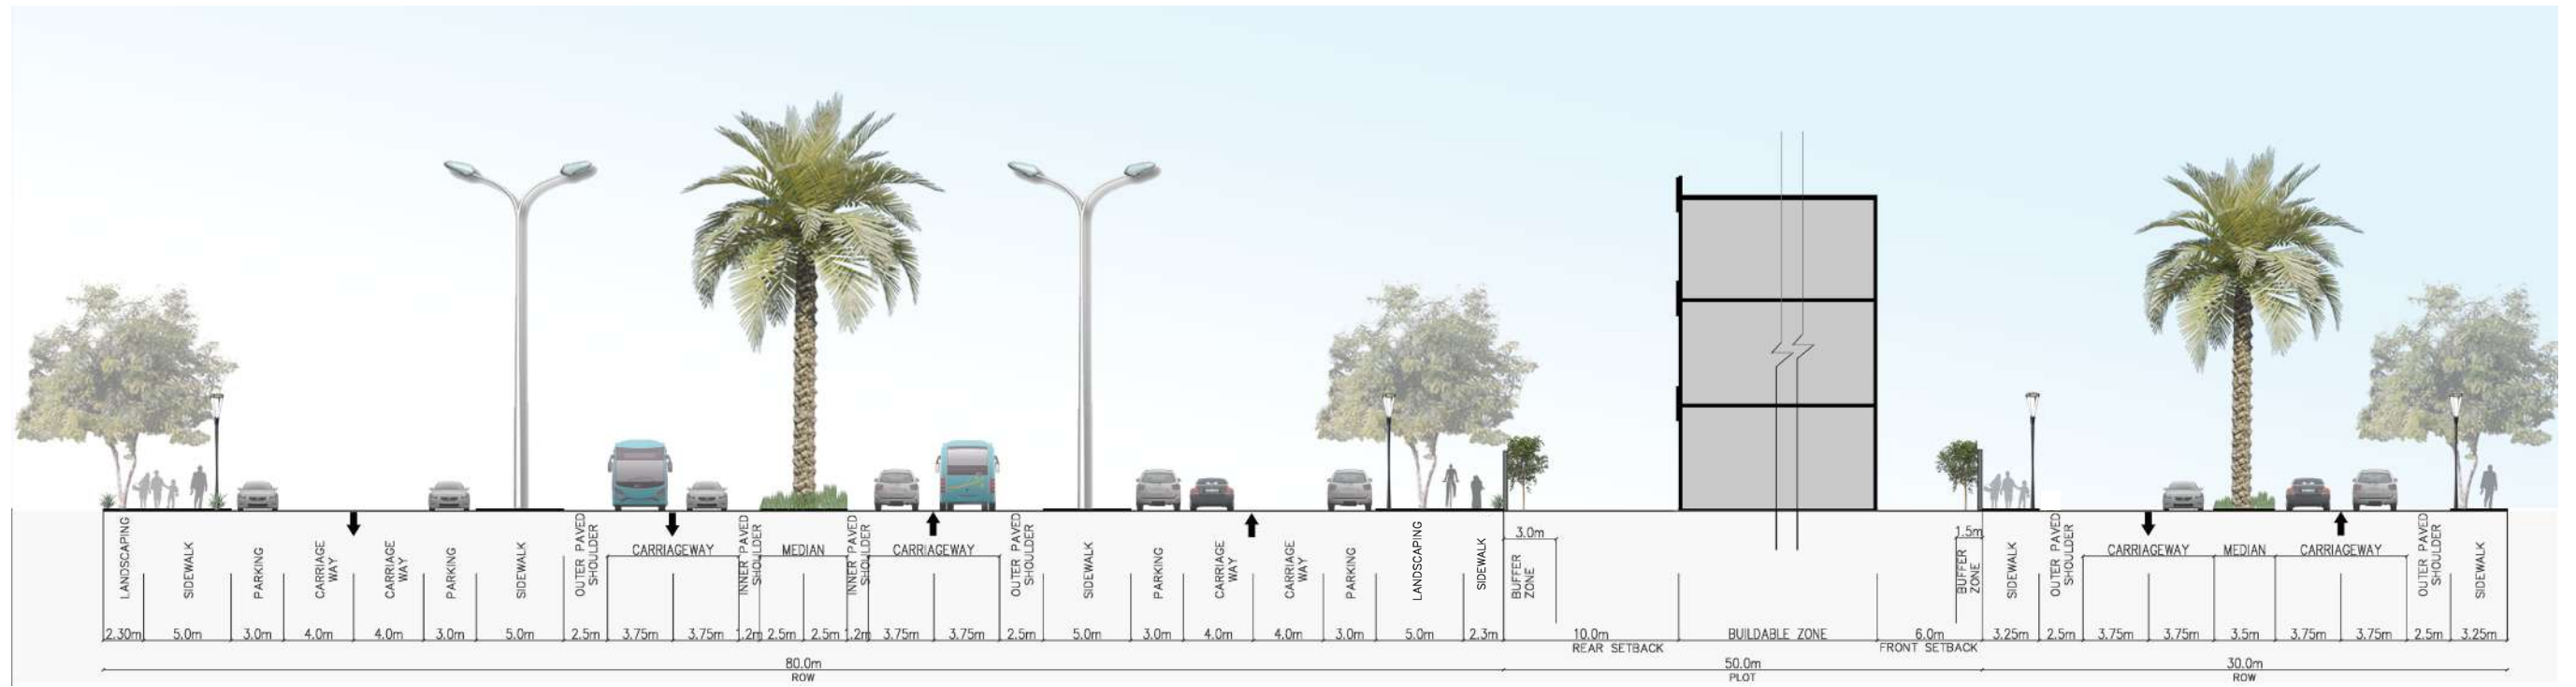 LANDSCAPING
SIDEWALK
PARKING
CARRIAGE
WAY
CARRIAGE
WAY
PARKING
SIDEWALK
OUTER PAVED
SHOULDER
CARRIAGEWAY
INNER PAVED
SHOULDER
MEDIAN
INNER PAVED
SHOULDER
CARRIAGEWAY
OUTER PAVED
SHOULDER
SIDEWALK
PARKING
CARRIAGE
WAY
CARRIAGE
WAY
PARKING
LANDSCAPING
SIDEWALK
3.0m
BUFFER
ZONE
1.5m
BUFFER
ZONE
SIDEWALK
OUTER PAVED
SHOULDER
CARRIAGEWAY
MEDIAN
CARRIAGEWAY
OUTER PAVED
SHOULDER
SIDEWALK
2.30m 5.0m 3.0m 4.0m 4.0m 3.0m 5.0m 2.5m 3.75m 3.75m 1.2m 2.5m 2.5m 1.2m 3.75m 3.75m 2.5m 5.0m 3.0m 4.0m 4.0m 3.0m 5.0m 2.3m 10.0m BUILDABLE ZONE 6.0m 3.25m 2.5m 3.75m 3.75m 3.5m 3.75m 3.75m 2.5m 3.25m
REAR SETBACK FRONT SETBACK
80.0m 50.0m 30.0m
ROW PLOT ROW